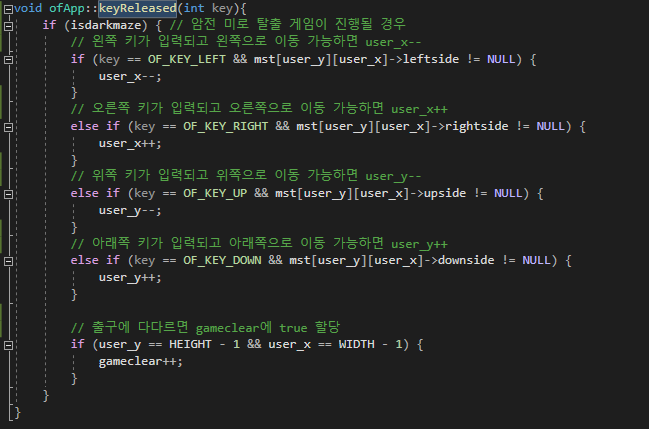 void ofApp::keyReleased(int key){
if (isdarkmaze) { // 암전 미로 탈출 게임이 진행될 경우
// 왼쪽 키가 입력되고 왼쪽으로 이동 가능하면 user_x--
if (key == OF_KEY_LEFT && mst[user_y][user_x]->leftside != NULL) {
user_x--;
}
// 오른쪽 키가 입력되고 오른쪽으로 이동 가능하면 user_x++
else if (key == OF_KEY_RIGHT && mst[user_y][user_x]->rightside != NULL) {
user_x++;
}
// 위쪽 키가 입력되고 위쪽으로 이동 가능하면 user_y--
else if (key == OF_KEY_UP && mst[user_y][user_x]->upside != NULL) {
user_y--;
}
// 아래쪽 키가 입력되고 아래쪽으로 이동 가능하면 user_y++
else if (key == OF_KEY_DOWN && mst[user_y][user_x]->downside != NULL) {
user_y++;
}
// 출구에 다다르면 gameclear에 true 할당
if (user_y == HEIGHT - 1 && user_x == WIDTH - 1) {
gameclear++;
}
}
}